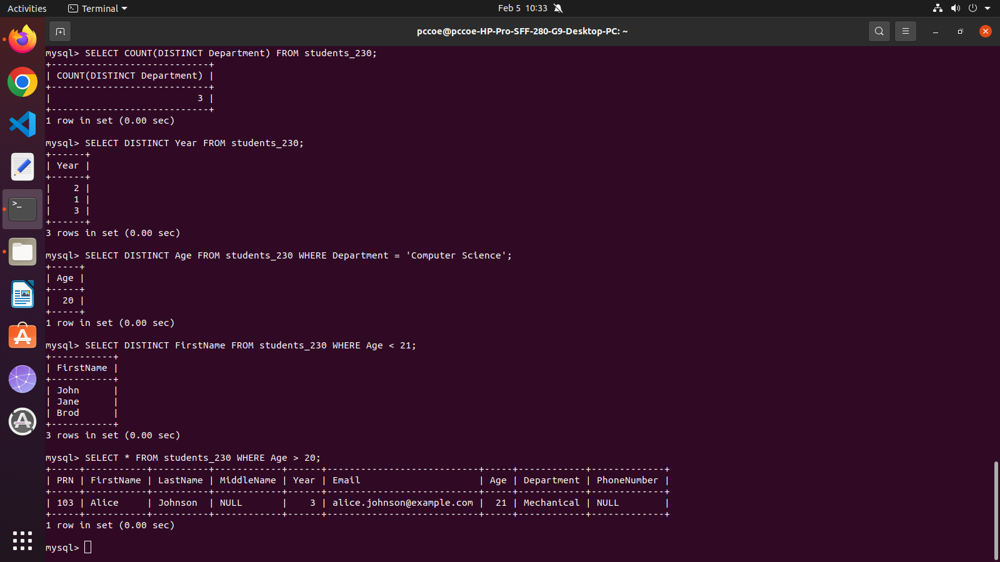 Activities Terminal Feb 5 10:33
pccoe@pccoe-HP-Pro-SFF-280-G9-Desktop-PC: ~
mysql> SELECT COUNT(DISTINCT Department) FROM students_230;
+----------------------------+
| COUNT(DISTINCT Department) |
+----------------------------+
|                          3 |
+----------------------------+
1 row in set (0.00 sec)

mysql> SELECT DISTINCT Year FROM students_230;
+------+
| Year |
+------+
|    2 |
|    1 |
|    3 |
+------+
3 rows in set (0.00 sec)

mysql> SELECT DISTINCT Age FROM students_230 WHERE Department = 'Computer Science';
+-----+
| Age |
+-----+
|  20 |
+-----+
1 row in set (0.00 sec)

mysql> SELECT DISTINCT FirstName FROM students_230 WHERE Age < 21;
+-----------+
| FirstName |
+-----------+
| John      |
| Jane      |
| Brod      |
+-----------+
3 rows in set (0.00 sec)

mysql> SELECT * FROM students_230 WHERE Age > 20;
+-----+-----------+----------+------------+------+---------------------------+-----+------------+-------------+
| PRN | FirstName | LastName | MiddleName | Year | Email                     | Age | Department | PhoneNumber |
+-----+-----------+----------+------------+------+---------------------------+-----+------------+-------------+
| 103 | Alice     | Johnson  | NULL       |    3 | alice.johnson@example.com |  21 | Mechanical | NULL        |
+-----+-----------+----------+------------+------+---------------------------+-----+------------+-------------+
1 row in set (0.00 sec)

mysql>